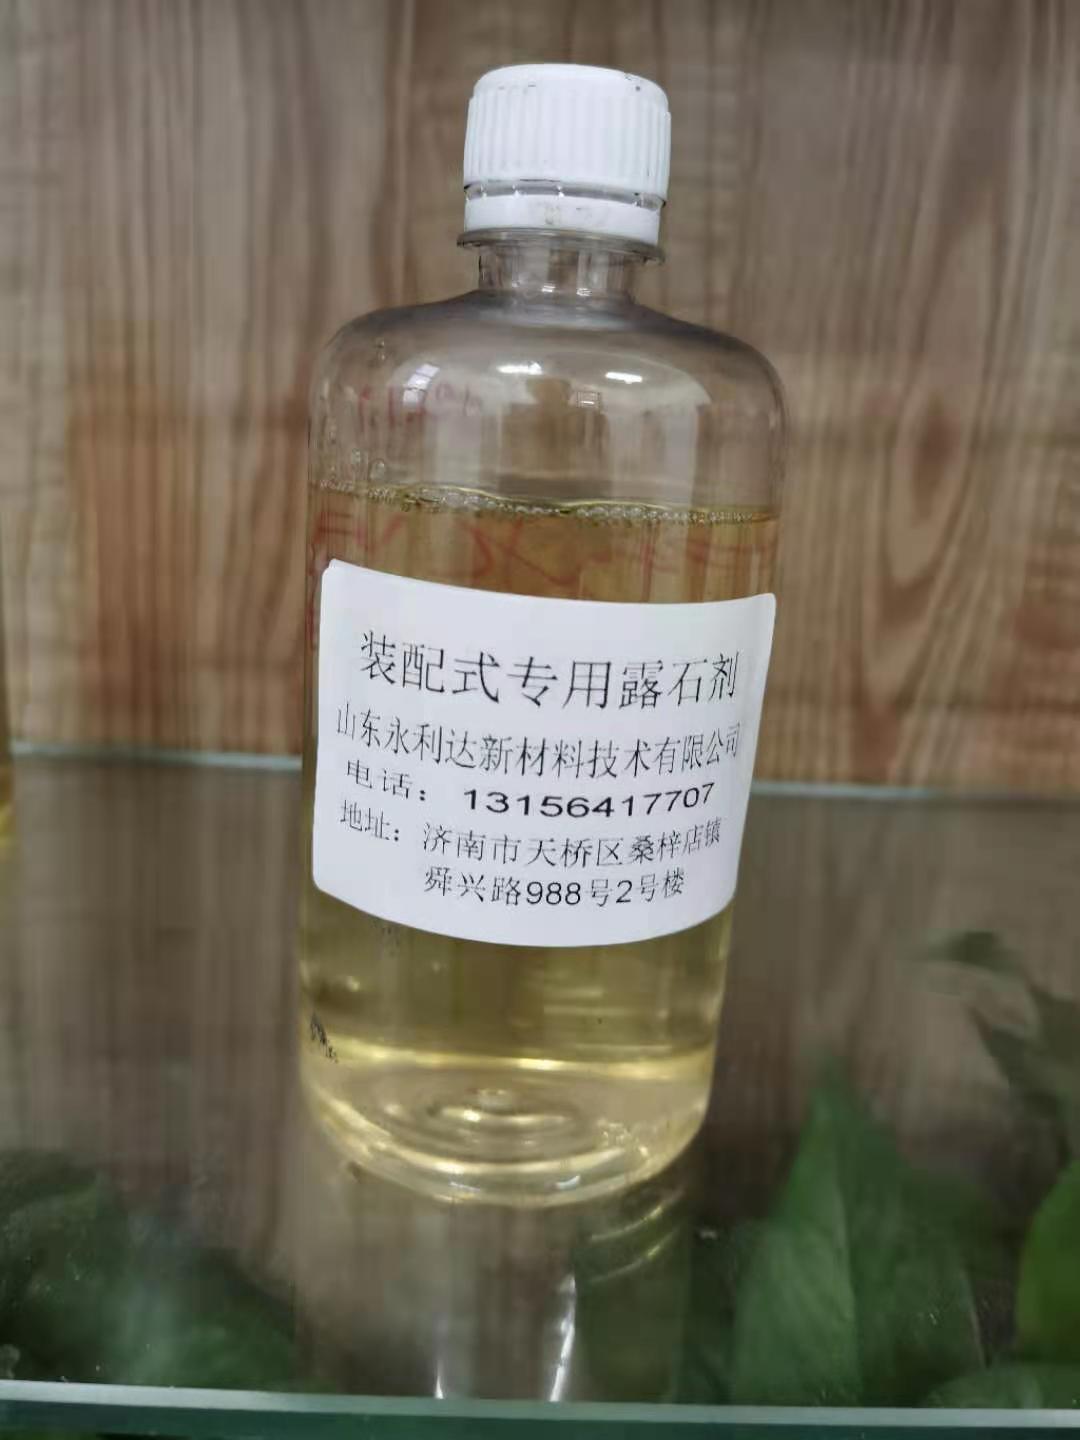 装配式专用露石剂
山东永利达新材料技术有限公司
电话：13156417707
地址：济南市天桥区桑梓店镇
舜兴路988号2号楼